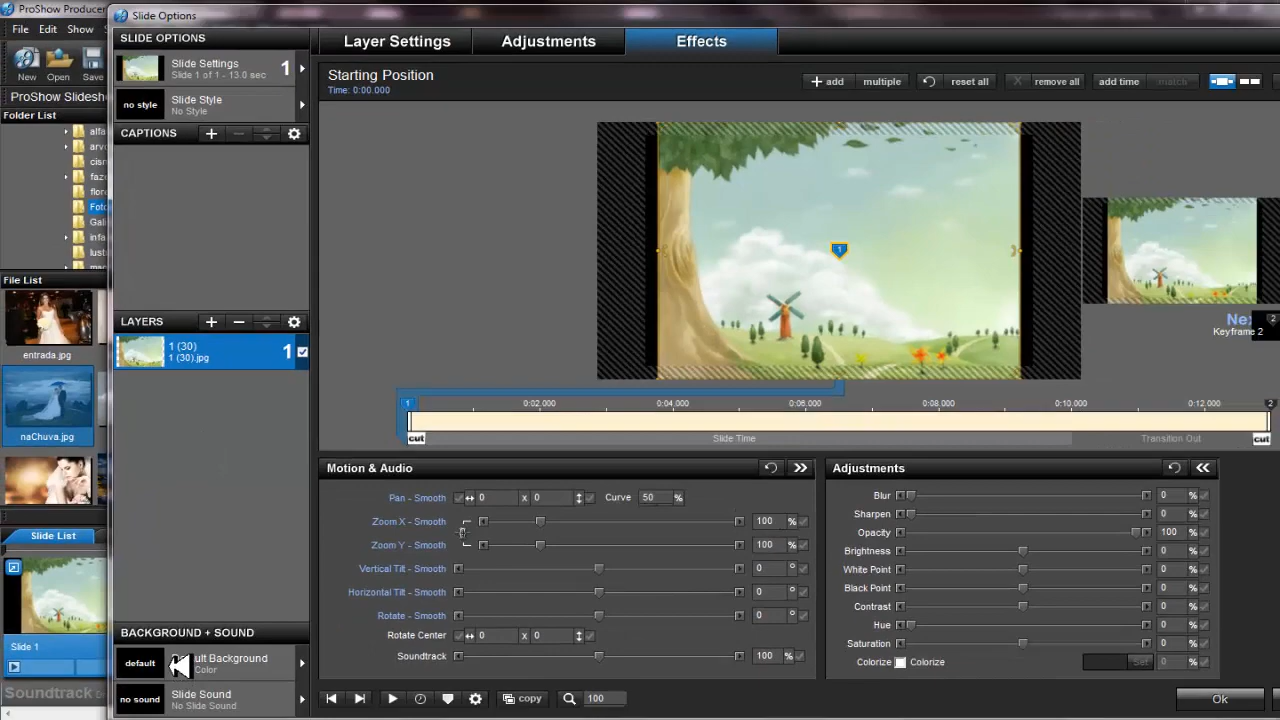 ProShow Producer
Slide Options
File Edit Show
New Open Save
ProShow Slidesh
Folder List
alfa
arv
cisn
faz
flor
Foto
Gali
infa
lust
File List
entrada.jpg
naChuva.jpg
Slide List
Slide 1
Soundtrack
SLIDE OPTIONS
Slide Settings
Slide 1 of 1 - 13.0 sec
1
no style
Slide Style
No Style
CAPTIONS
LAYERS
1 (30)
1 (30).jpg
1
BACKGROUND + SOUND
default
Background
Color
no sound
Slide Sound
No Slide Sound
Layer Settings Adjustments Effects
Starting Position
Time: 0:00.000
add multiple reset all remove all add time match
1
Keyframe 2
2
1 0:02.000 0:04.000 0:06.000 0:08.000 0:10.000 0:12.000 2
cut Slide Time Transition Out cut
Motion & Audio
Pan - Smooth 0 x 0 Curve 50 %
Zoom X - Smooth 100 %
Zoom Y - Smooth 100 %
Vertical Tilt - Smooth 0 °
Horizontal Tilt - Smooth 0 °
Rotate - Smooth 0 °
Rotate Center 0 x 0
Soundtrack 100 %
copy 100
Adjustments
Blur 0 %
Sharpen 0 %
Opacity 100 %
Brightness 0 %
White Point 0 %
Black Point 0 %
Contrast 0 %
Hue 0 %
Saturation 0 %
Colorize Colorize Set 0 %
Ok